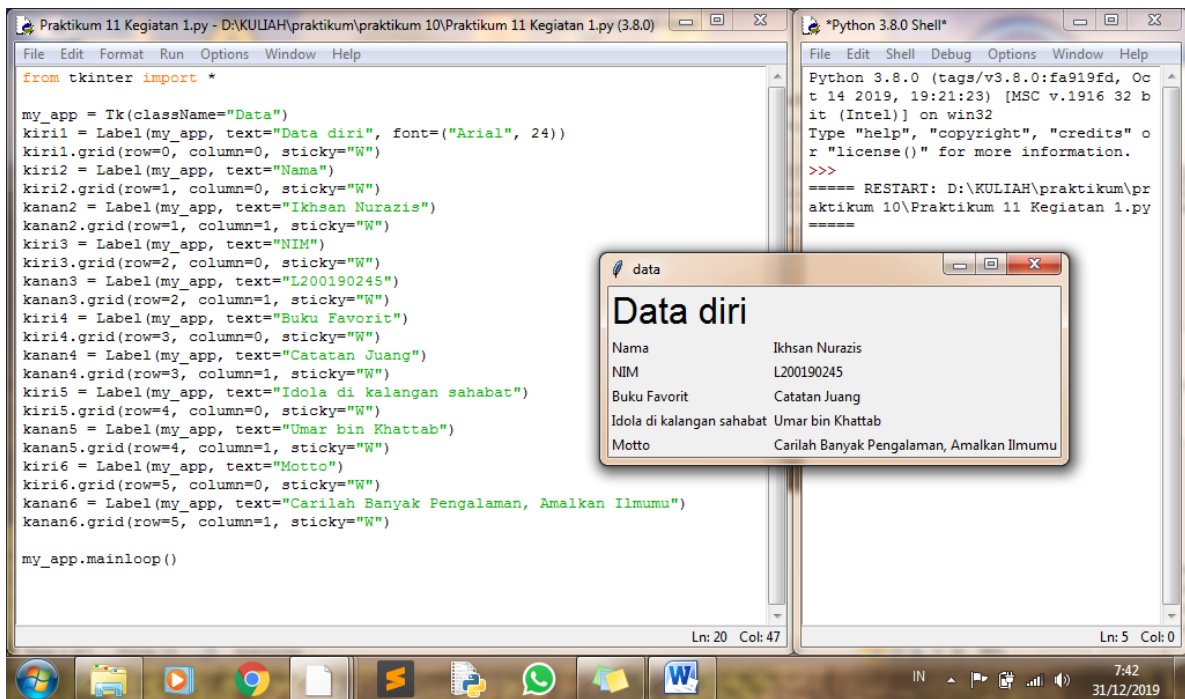 Praktikum 11 Kegiatan 1.py - D:\KULIAH\praktikum\praktikum 10\Praktikum 11 Kegiatan 1.py (3.8.0)
File Edit Format Run Options Window Help
from tkinter import *
my_app = Tk(className="Data")
kiri1 = Label(my_app, text="Data diri", font=("Arial", 24))
kiri1.grid(row=0, column=0, sticky="W")
kiri2 = Label(my_app, text="Nama")
kiri2.grid(row=1, column=0, sticky="W")
kanan2 = Label(my_app, text="Ikhsan Nurazis")
kanan2.grid(row=1, column=1, sticky="W")
kiri3 = Label(my_app, text="NIM")
kiri3.grid(row=2, column=0, sticky="W")
kanan3 = Label(my_app, text="L200190245")
kanan3.grid(row=2, column=1, sticky="W")
kiri4 = Label(my_app, text="Buku Favorit")
kiri4.grid(row=3, column=0, sticky="W")
kanan4 = Label(my_app, text="Catatan Juang")
kanan4.grid(row=3, column=1, sticky="W")
kiri5 = Label(my_app, text="Idola di kalangan sahabat")
kiri5.grid(row=4, column=0, sticky="W")
kanan5 = Label(my_app, text="Umar bin Khattab")
kanan5.grid(row=4, column=1, sticky="W")
kiri6 = Label(my_app, text="Motto")
kiri6.grid(row=5, column=0, sticky="W")
kanan6 = Label(my_app, text="Carilah Banyak Pengalaman, Amalkan Ilmumu")
kanan6.grid(row=5, column=1, sticky="W")
my_app.mainloop()
Ln: 20 Col: 47
*Python 3.8.0 Shell*
File Edit Shell Debug Options Window Help
Python 3.8.0 (tags/v3.8.0:fa919fd, Oc
t 14 2019, 19:21:23) [MSC v.1916 32 b
it (Intel)] on win32
Type "help", "copyright", "credits" o
r "license()" for more information.
>>>
===== RESTART: D:\KULIAH\praktikum\pr
aktikum 10\Praktikum 11 Kegiatan 1.py
=====
Ln: 5 Col: 0
data
Data diri
Nama Ikhsan Nurazis
NIM L200190245
Buku Favorit Catatan Juang
Idola di kalangan sahabat Umar bin Khattab
Motto Carilah Banyak Pengalaman, Amalkan Ilmumu
IN
7:42
31/12/2019